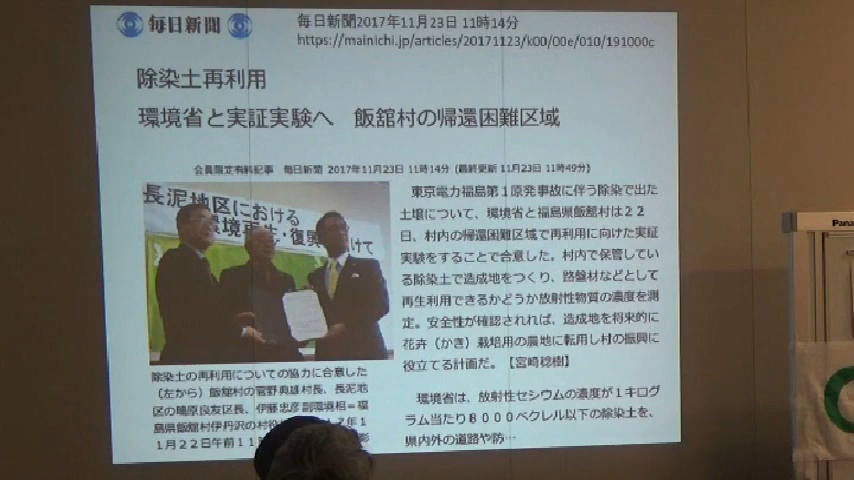 毎日新聞
毎日新聞2017年11月23日 11時14分
https://mainichi.jp/articles/20171123/k00/00e/010/191000c
除染土再利用
環境省と実証実験へ　飯舘村の帰還困難区域
会員限定有料記事　毎日新聞 2017年11月23日 11時14分 (最終更新 11月23日 11時49分)
長泥地区における
環境再生・復興
けて
東京電力福島第１原発事故に伴う除染で出た
土壌について、環境省と福島県飯舘村は２２
日、村内の帰還困難区域で再利用に向けた実証
実験をすることで合意した。村内で保管してい
る除染土で造成地をつくり、路盤材などとして
再生利用できるかどうか放射性物質の濃度を測
定。安全性が確認されれば、造成地を将来的に
花卉（かき）栽培用の農地に転用し村の振興に
役立てる計画だ。【宮崎稔樹】
環境省は、放射性セシウムの濃度が１キログ
ラム当たり８０００ベクレル以下の除染土を、
県内外の道路や防…
除染土の再利用についての協力に合意した
（左から）飯舘村の菅野典雄村長、長泥地
区の鴫原良友区長、伊藤忠彦副環境相＝福
島県飯舘村伊丹沢の村役
年１
１月２２日午前１１
影
Pana